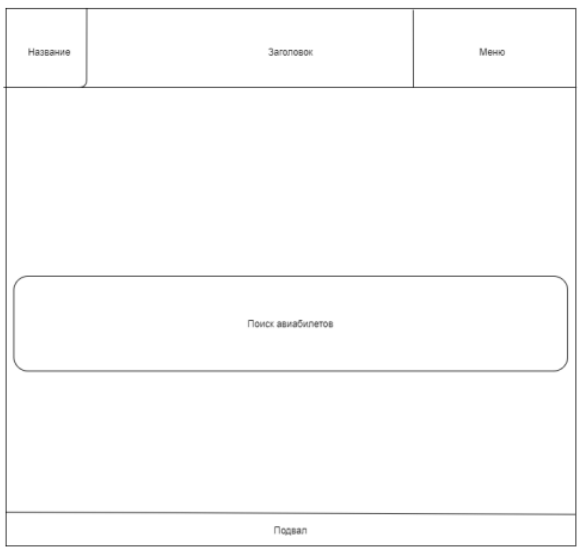 Название
Заголовок
Меню
Поиск авиабилетов
Подвал